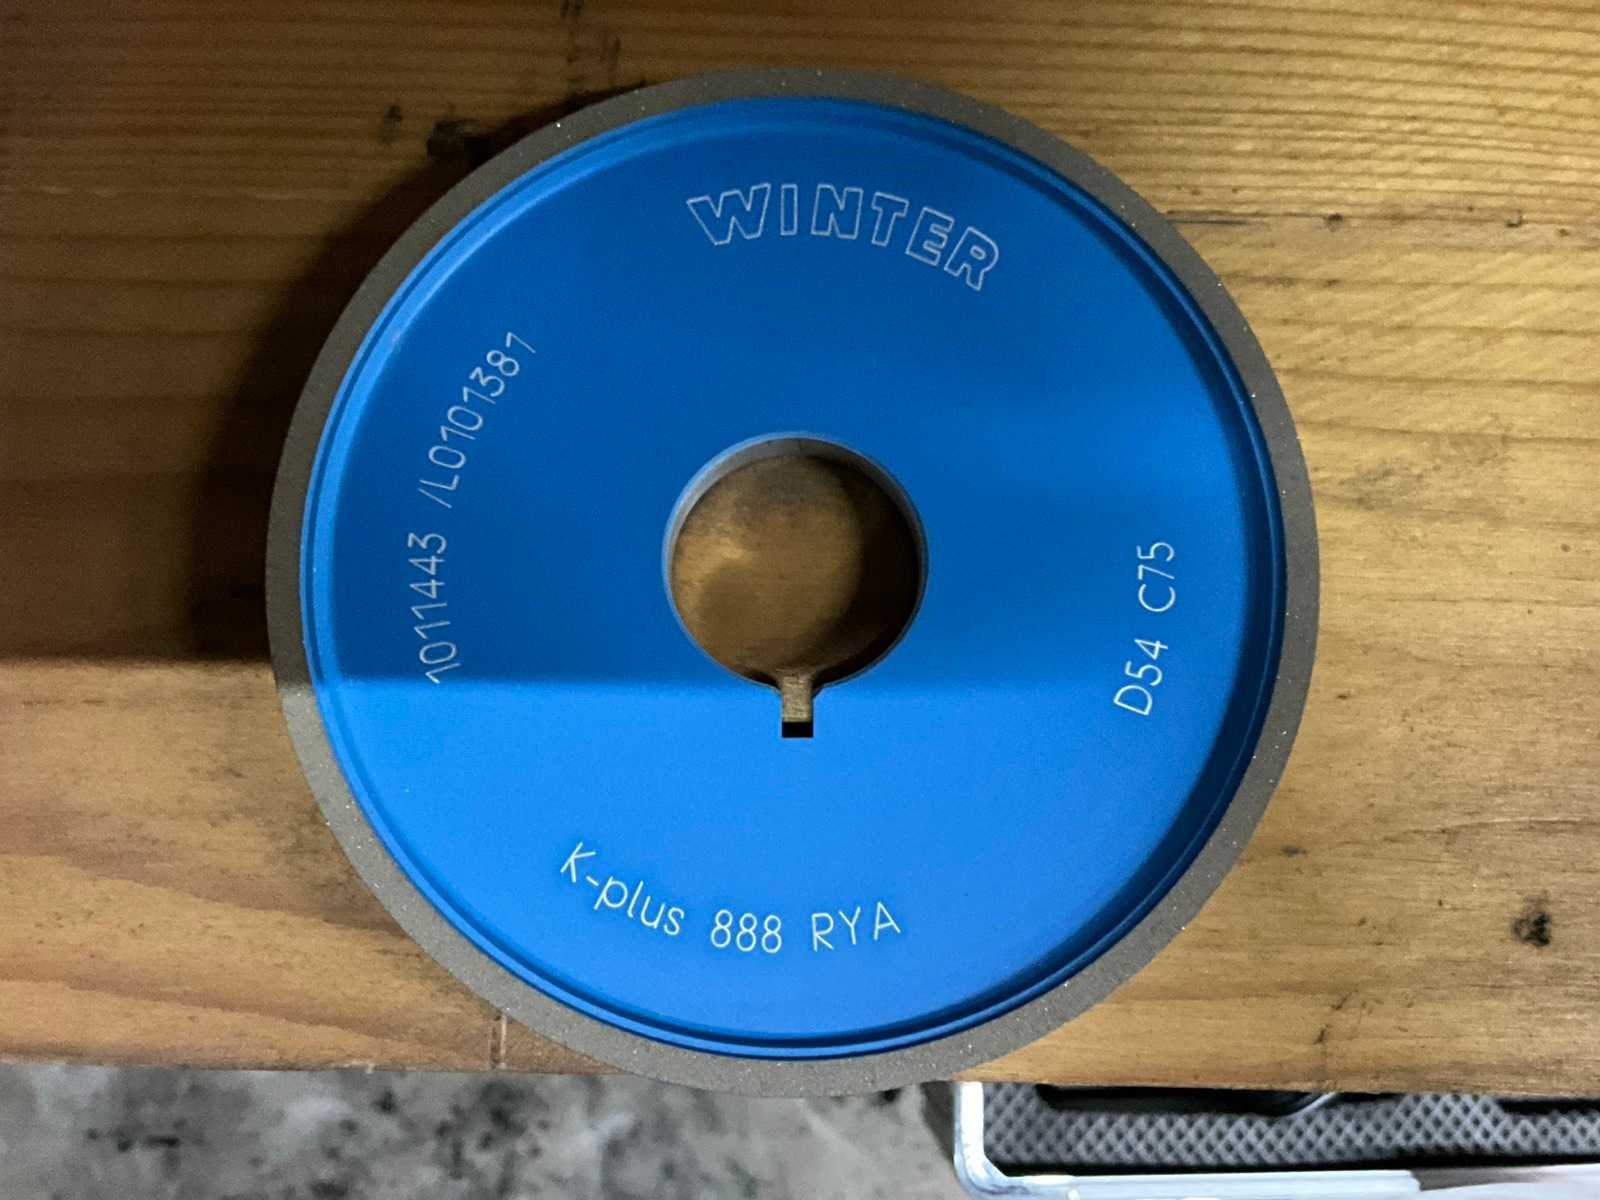 WINTER
1011443 /L0101381
D54 C75
K-plus 888 RYA